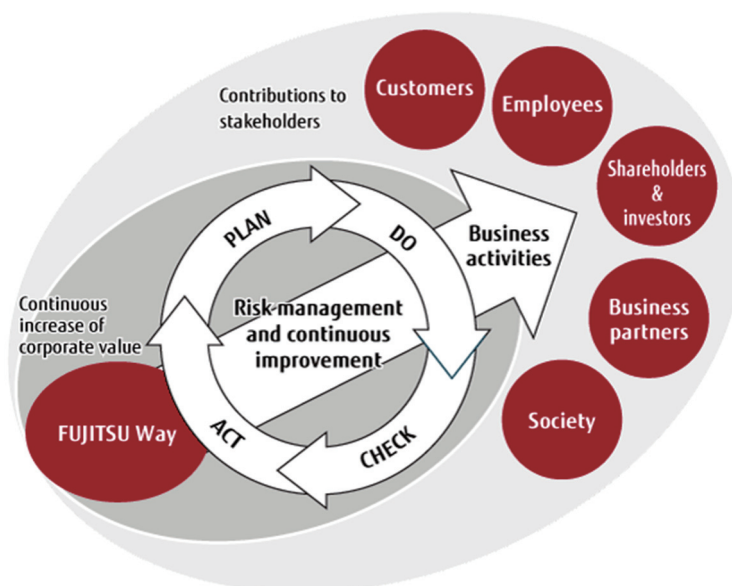 Contributions to
stakeholders
Customers
Employees
Shareholders
&
investors
Business
partners
Society
PLAN
DO
CHECK
ACT
Business
activities
Risk management
and continuous
improvement
Continuous
increase of
corporate value
FUJITSU Way